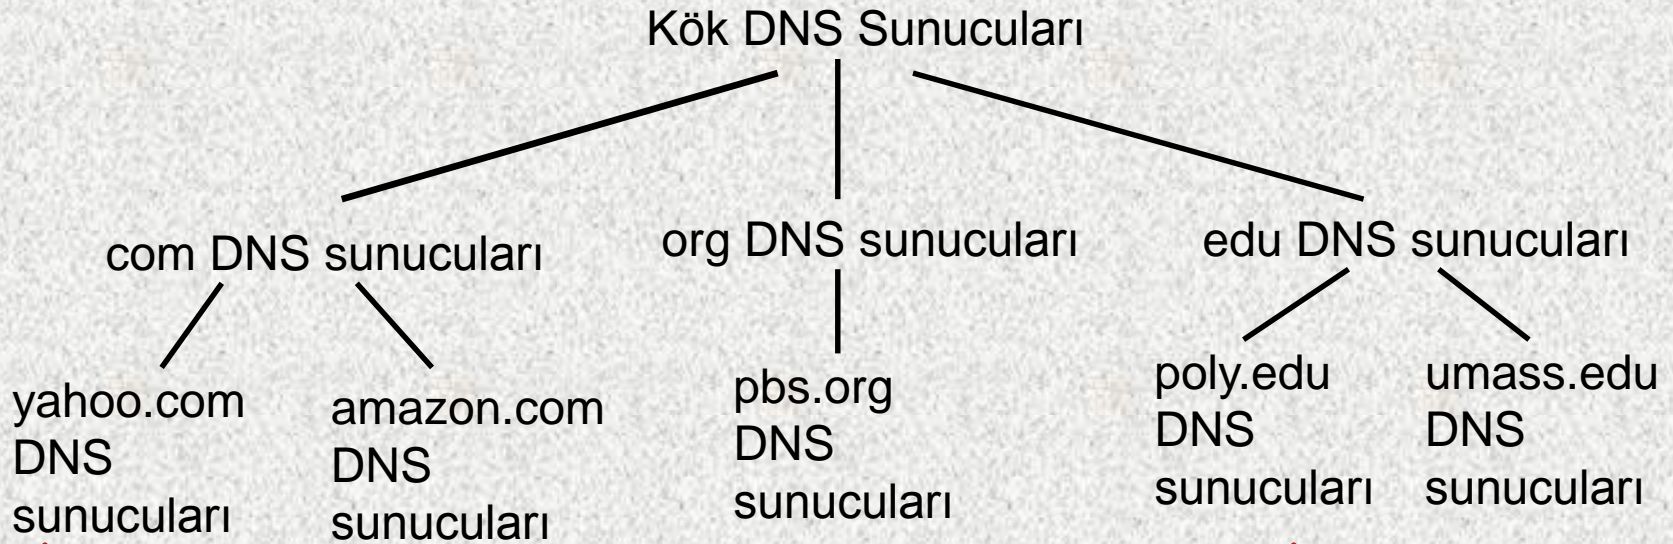 Kök DNS Sunucuları
com DNS sunucuları
org DNS sunucuları
edu DNS sunucuları
yahoo.com
DNS
sunucuları
amazon.com
DNS
sunucuları
pbs.org
DNS
sunucuları
poly.edu
DNS
sunucuları
umass.edu
DNS
sunucuları